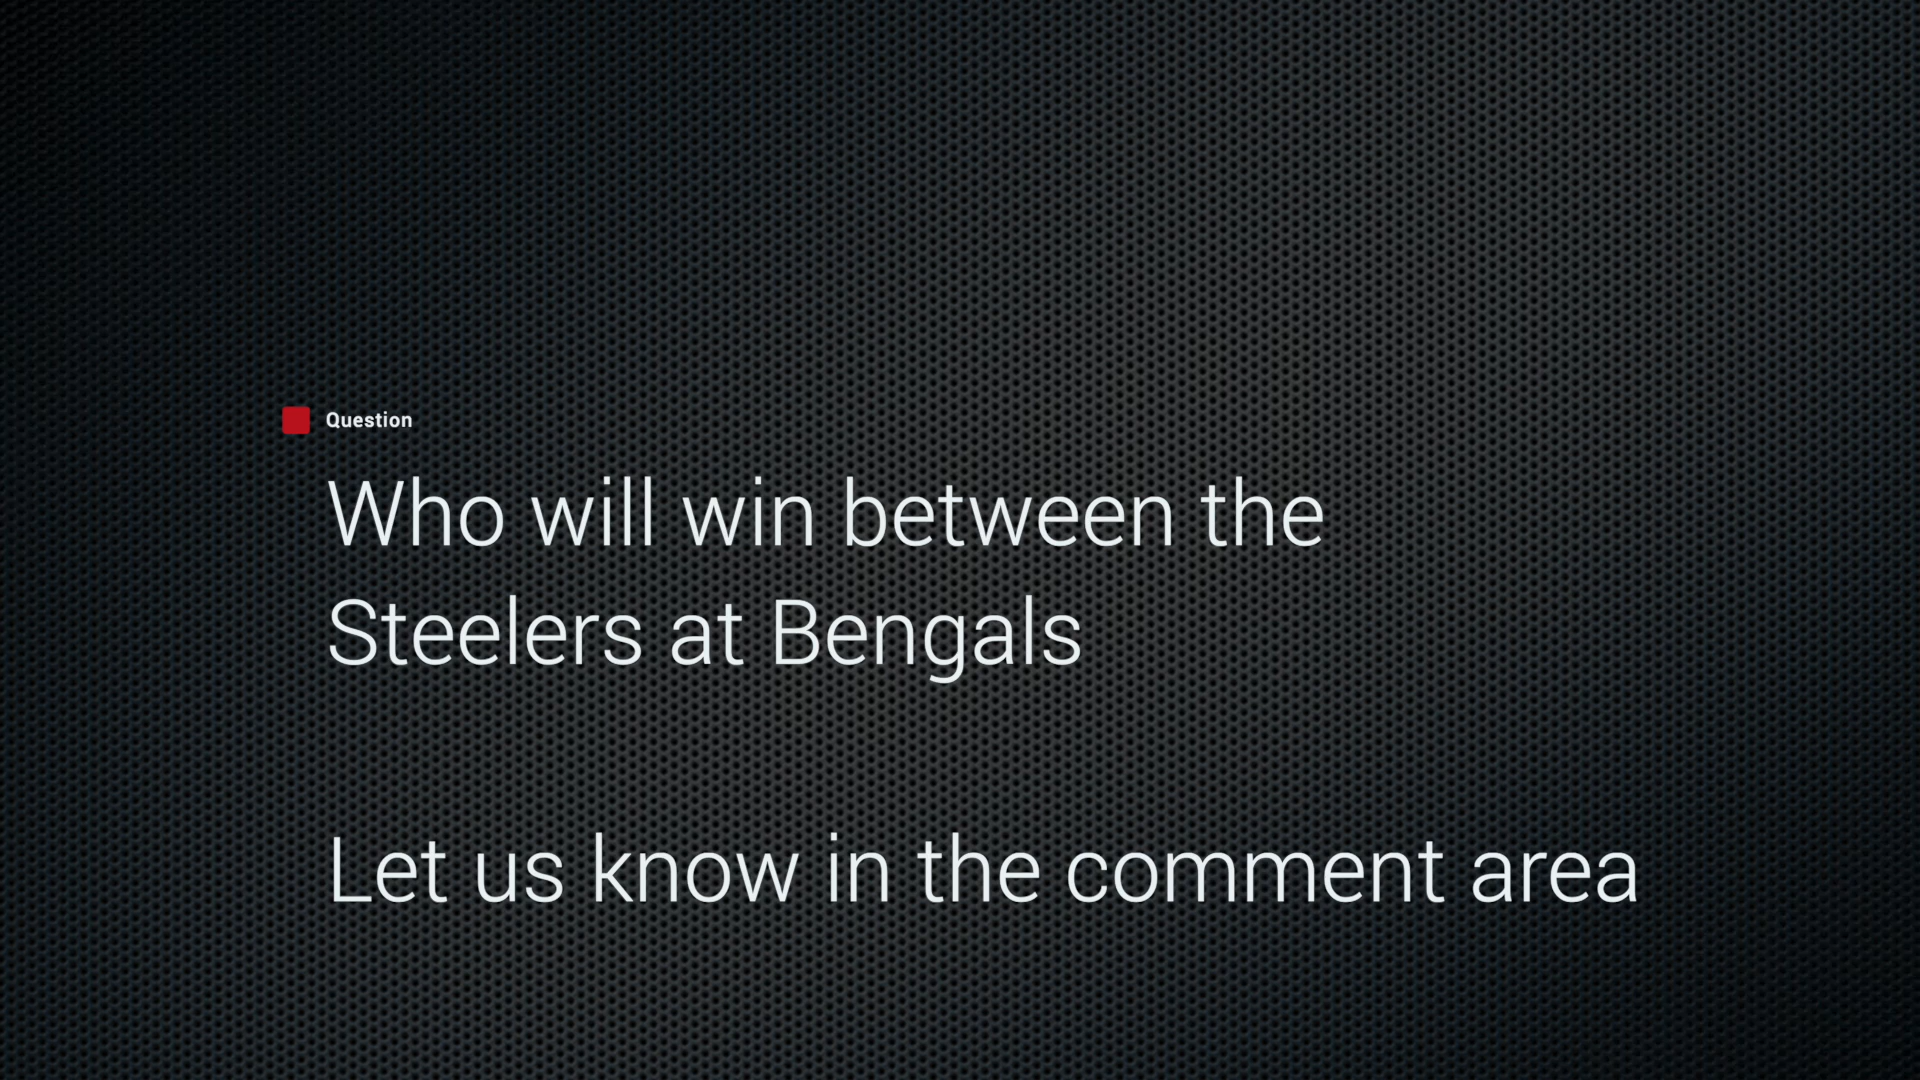 Question
Who will win between the
Steelers at Bengals
Let us know in the comment area